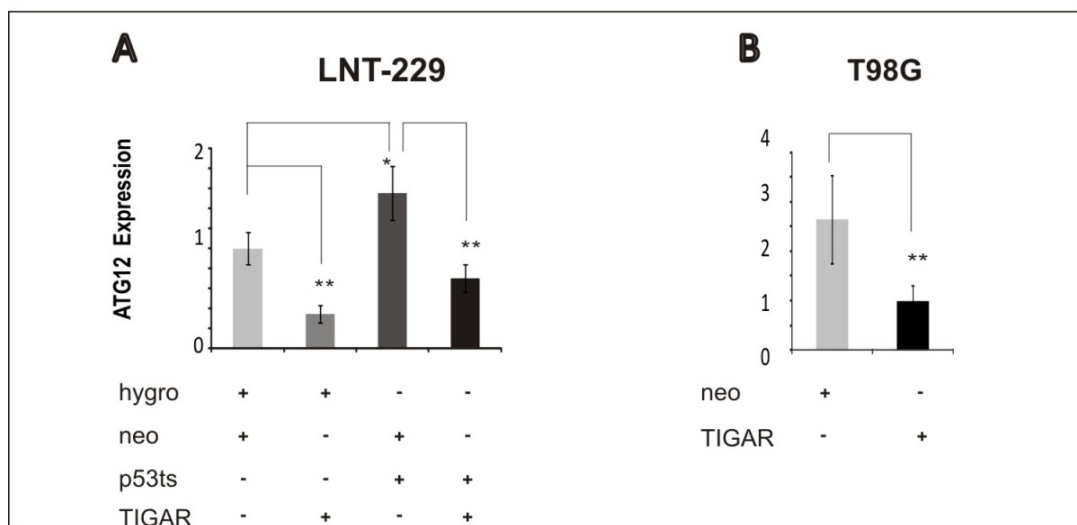 A
LNT-229
ATG12 Expression
2
1
0
*
**
**
hygro + + - -
neo + - + -
p53ts - - + +
TIGAR - + - +
B
T98G
4
3
2
1
0
**
neo + -
TIGAR - +